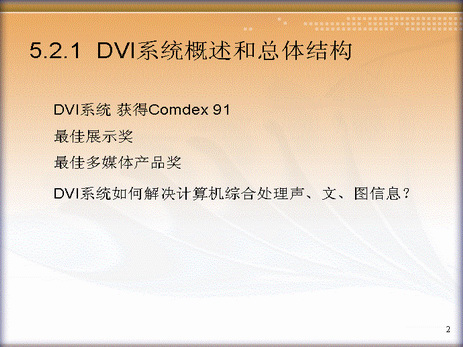 5.2.1 DVI系统概述和总体结构
DVI系统 获得Comdex 91
最佳展示奖
最佳多媒体产品奖
DVI系统如何解决计算机综合处理声、文、图信息？
2